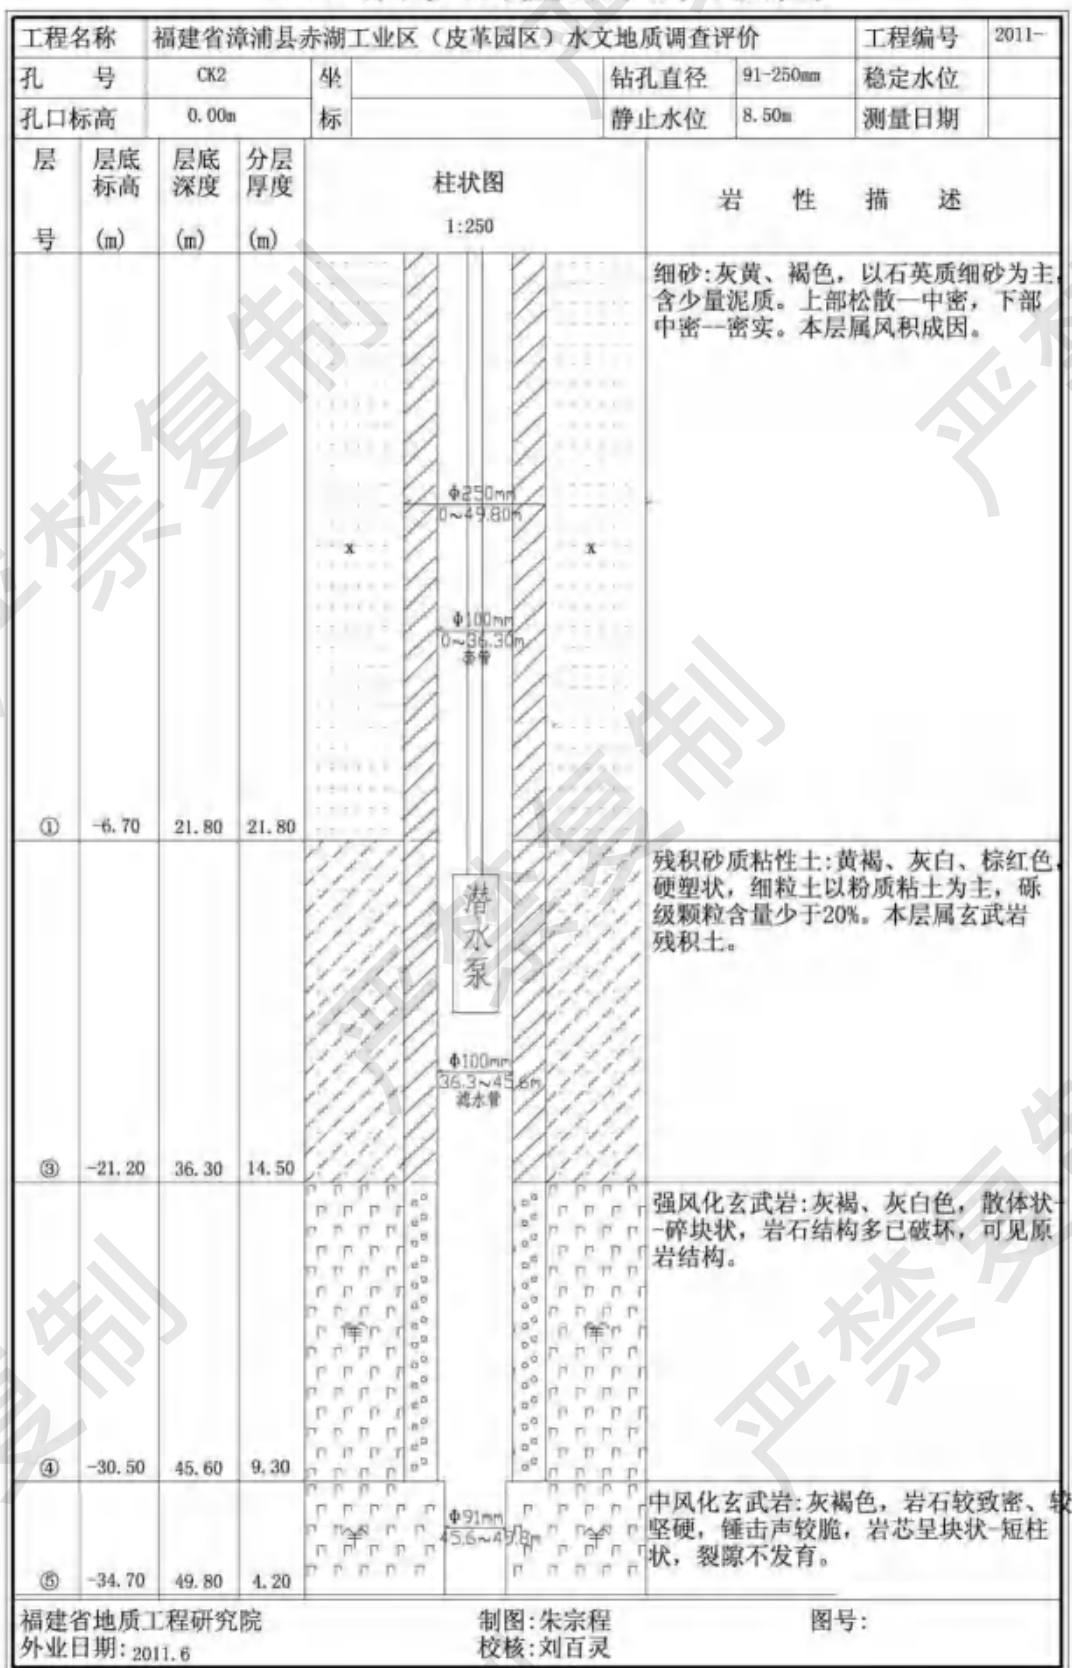 工程名称 福建省漳浦县赤湖工业区（皮革园区）水文地质调查评价 工程编号 2011-
孔 号 CK2 坐标 钻孔直径 91-250mm 稳定水位
孔口标高 0.00m 静止水位 8.50m 测量日期
层号 层底标高(m) 层底深度(m) 分层厚度(m) 柱状图 1:250 岩 性 描 述
细砂:灰黄、褐色，以石英质细砂为主，
含少量泥质。上部松散—中密，下部
中密--密实。本层属风积成因。
Φ250mm
0~49.80m
x x
Φ100mm
0~36.30m
套管
① -6.70 21.80 21.80
残积砂质粘性土:黄褐、灰白、棕红色，
硬塑状，细粒土以粉质粘土为主，砾
级颗粒含量少于20%。本层属玄武岩
残积土。
潜水泵
Φ100mm
36.3~45.6m
滤水管
③ -21.20 36.30 14.50
强风化玄武岩:灰褐、灰白色，散体状-
-碎块状，岩石结构多已破坏，可见原
岩结构。
④ -30.50 45.60 9.30
中风化玄武岩:灰褐色，岩石较致密、较
坚硬，锤击声较脆，岩芯呈块状-短柱
状，裂隙不发育。
Φ91mm
45.6~49.8m
⑤ -34.70 49.80 4.20
福建省地质工程研究院 制图:朱宗程 图号:
外业日期:2011.6 校核:刘百灵
严禁复制
严禁复制
严禁复制
严禁复制